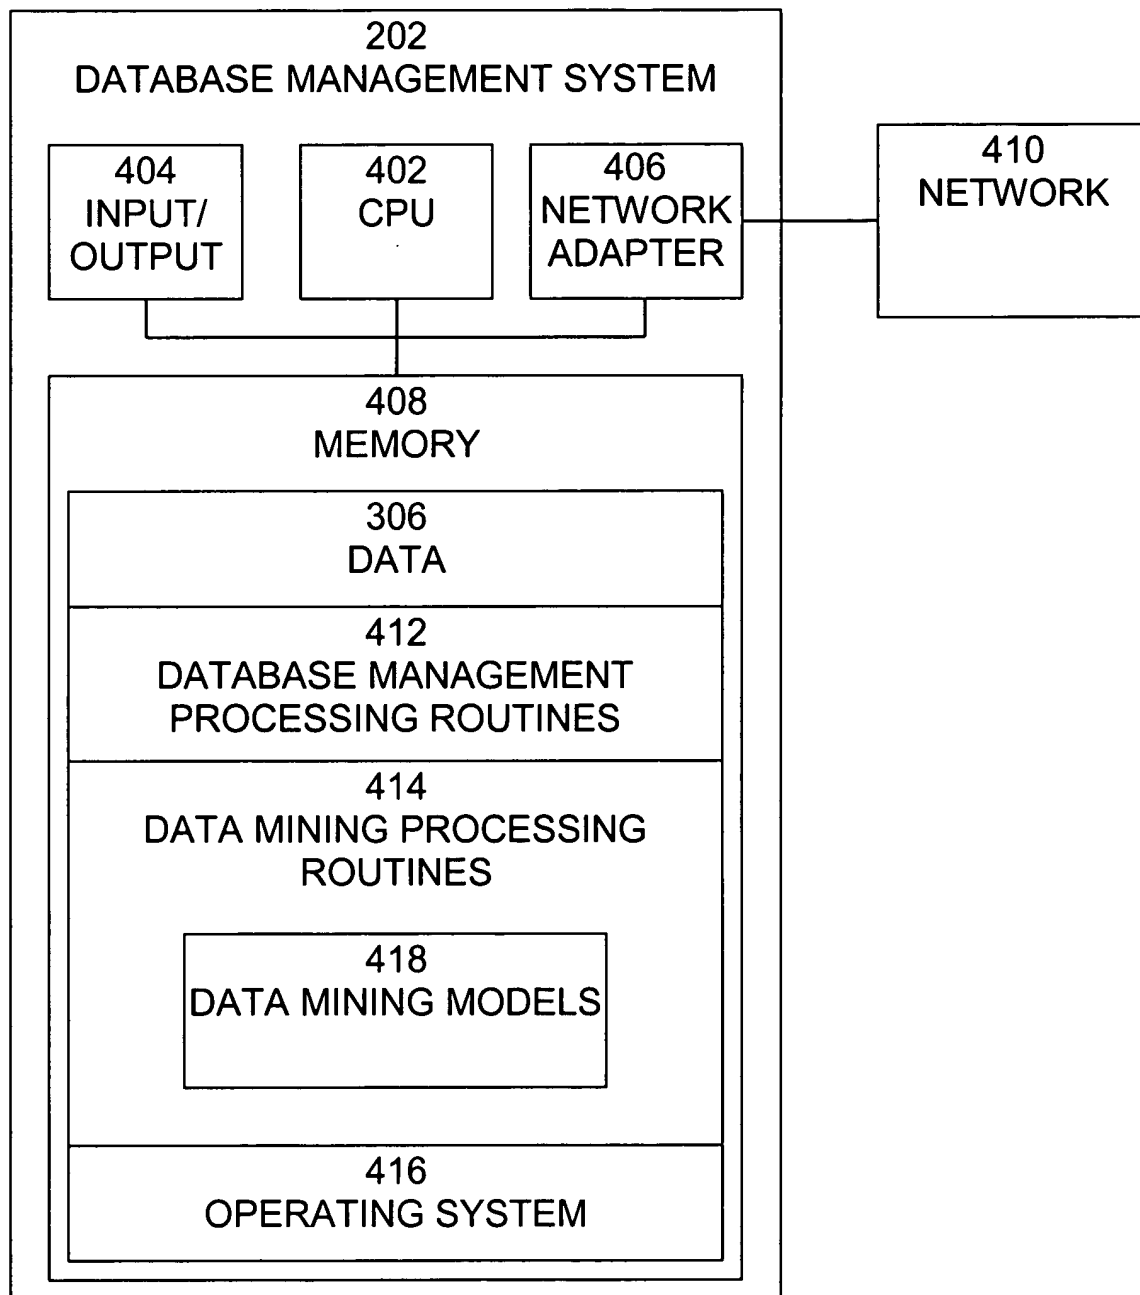 202
DATABASE MANAGEMENT SYSTEM
404
INPUT/
OUTPUT
402
CPU
406
NETWORK
ADAPTER
410
NETWORK
408
MEMORY
306
DATA
412
DATABASE MANAGEMENT
PROCESSING ROUTINES
414
DATA MINING PROCESSING
ROUTINES
418
DATA MINING MODELS
416
OPERATING SYSTEM